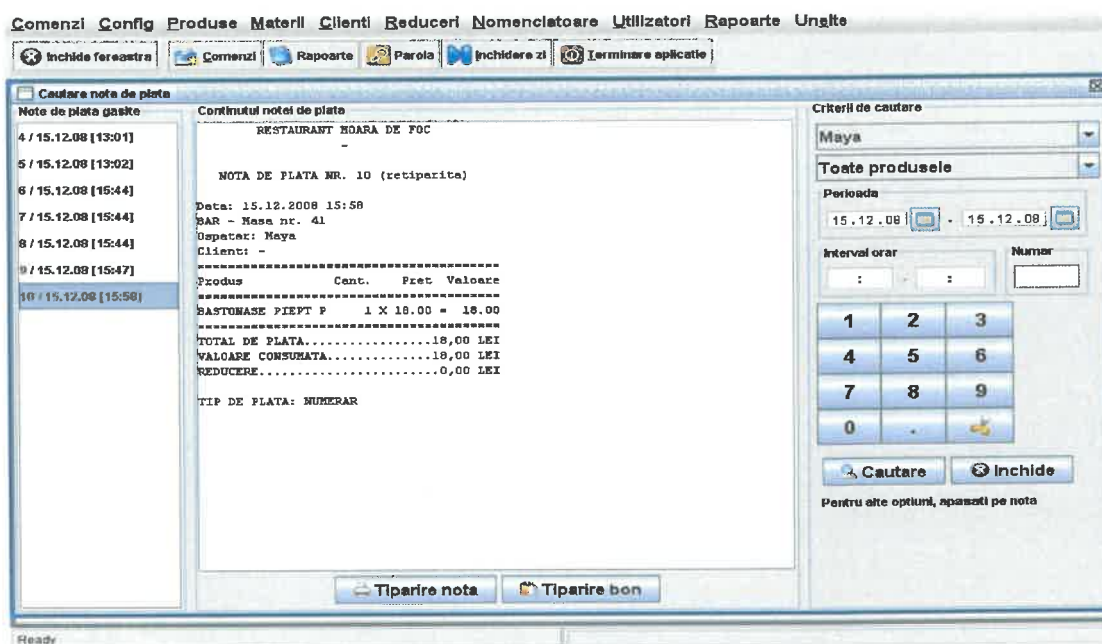 Comenzi Config Produse Materii Clienti Reduceri Nomenclatoare Utilizatori Rapoarte Unelte
Inchide fereastra Comenzi Rapoarte Parola Inchidere zi Terminare aplicatie
Cautare nota de plata
Note de plata gasite
4 / 15.12.08 [13:01]
5 / 15.12.08 [13:02]
6 / 15.12.08 [15:44]
7 / 15.12.08 [15:44]
8 / 15.12.08 [15:44]
9 / 15.12.08 [15:47]
10 / 15.12.08 [15:58]
Continutul notei de plata
RESTAURANT MOARA DE FOC
-
NOTA DE PLATA NR. 10 (retiparita)
Data: 15.12.2008 15:58
BAR - Masa nr. 41
Ospatar: Maya
Client: -
Produs Cant. Pret Valoare
BASTONASE PIEPT P 1 X 18.00 = 18.00
TOTAL DE PLATA.................18,00 LEI
VALOARE CONSUMATA..............18,00 LEI
REDUCERE........................0,00 LEI
TIP DE PLATA: NUMERAR
Tiparire nota Tiparire bon
Criterii de cautare
Maya
Toate produsele
Perioada
15.12.08 - 15.12.08
Interval orar Numar
: - :
1 2 3
4 5 6
7 8 9
0 .
Cautare Inchide
Pentru alte optiuni, apasati pe nota
Ready